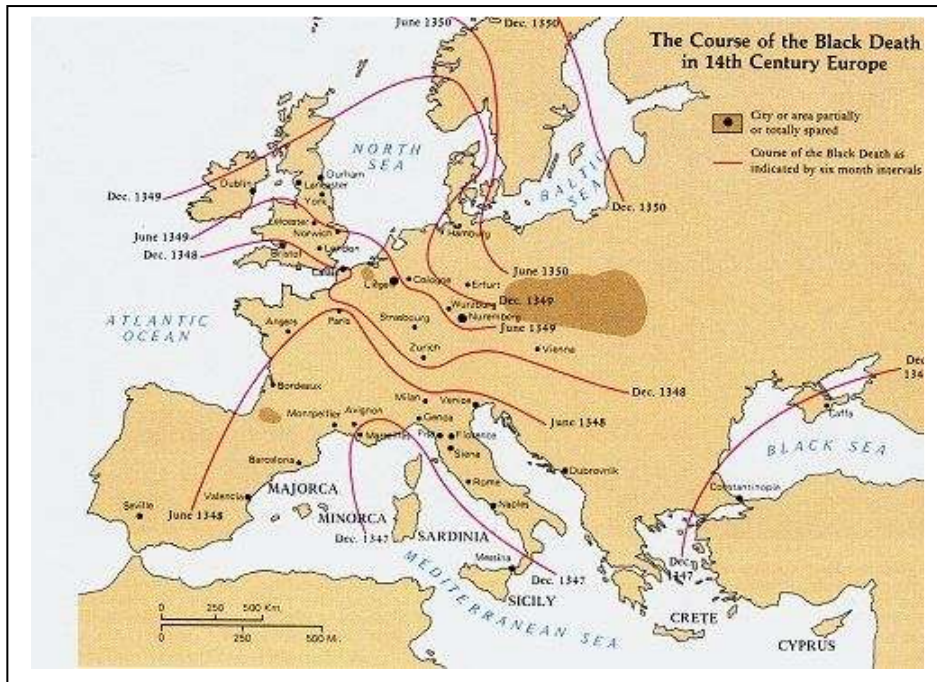 June 1350
Dec. 1350
The Course of the Black Death
in 14th Century Europe
City or area partially
or totally spared
Course of the Black Death as
indicated by six month intervals
NORTH
SEA
BALTIC
SEA
Durham
Dublin
Lancaster
York
Dec. 1349
Leicester
Norwich
June 1349
Hamburg
Dec. 1350
London
Dec. 1348
Bristol
Calais
June 1350
Cologne
Erfurt
Liège
Dec. 1349
Wurzburg
Nuremberg
June 1349
ATLANTIC
OCEAN
Angers
Paris
Strasbourg
Zurich
Vienna
Dec.
134
Bordeaux
Dec. 1348
Milan
Venice
Caffa
Montpellier
Avignon
Genoa
June 1348
Marseilles
Florence
BLACK SEA
Siena
Barcelona
Dubrovnik
Rome
Constantinople
MAJORCA
Valencia
Seville
June 1348
MINORCA
Naples
Dec. 1347
SARDINIA
Messina
Dec. 1347
Dec.
1347
SICILY
MEDITERRANEAN SEA
CRETE
CYPRUS
0 250 500 Km.
0 250 500 M.